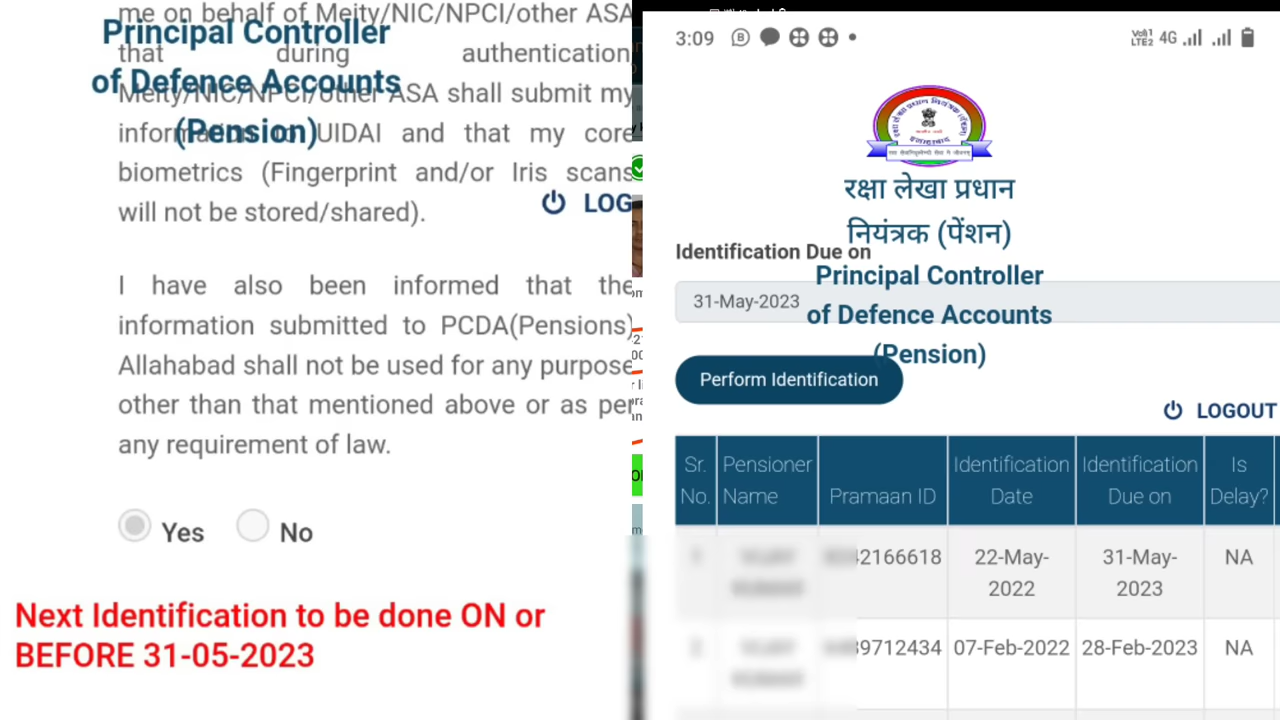 me on behalf of Meity/NIC/NPCI/other ASA
Principal Controller
that during authentication,
of Defence Accounts
Meity/NIC/NPCI/other ASA shall submit my
(Pension)
information to UIDAI and that my core
biometrics (Fingerprint and/or Iris scans
will not be stored/shared).
LOG
I have also been informed that the
information submitted to PCDA(Pensions)
Allahabad shall not be used for any purpose
other than that mentioned above or as per
any requirement of law.
Yes No
Next Identification to be done ON or
BEFORE 31-05-2023
3:09 4G
LTE2
रक्षा लेखा प्रधान
नियंत्रक (पेंशन)
Identification Due on
Principal Controller
31-May-2023
of Defence Accounts
(Pension)
Perform Identification
LOGOUT
Sr. No. Pensioner Name Pramaan ID Identification Date Identification Due on Is Delay?
42166618 22-May-2022 31-May-2023 NA
39712434 07-Feb-2022 28-Feb-2023 NA